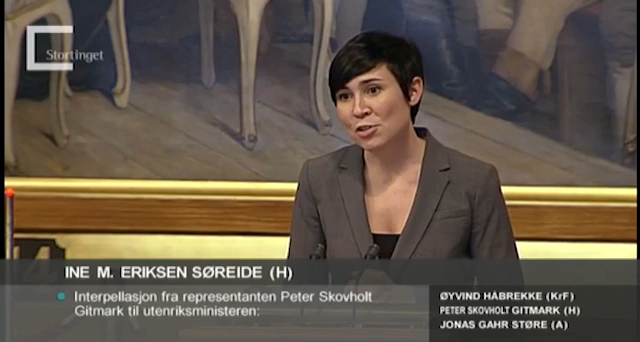 Stortinget
INE M. ERIKSEN SØREIDE (H)
Interpellasjon fra representanten Peter Skovholt
Gitmark til utenriksministeren:
ØYVIND HÅBREKKE (KrF)
PETER SKOVHOLT GITMARK (H)
JONAS GAHR STØRE (A)